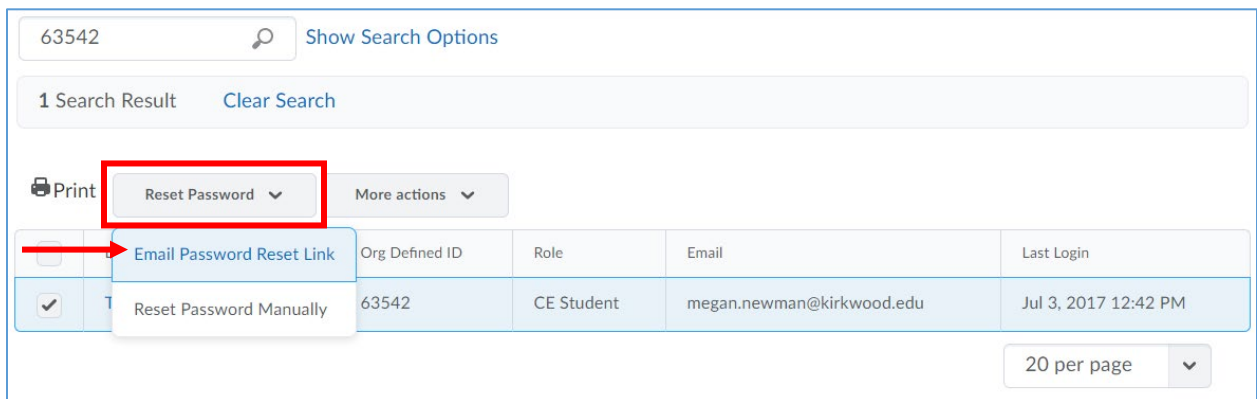 63542 Show Search Options
1 Search Result Clear Search
Print Reset Password More actions
Email Password Reset Link Org Defined ID Role Email Last Login
Reset Password Manually 63542 CE Student megan.newman@kirkwood.edu Jul 3, 2017 12:42 PM
20 per page